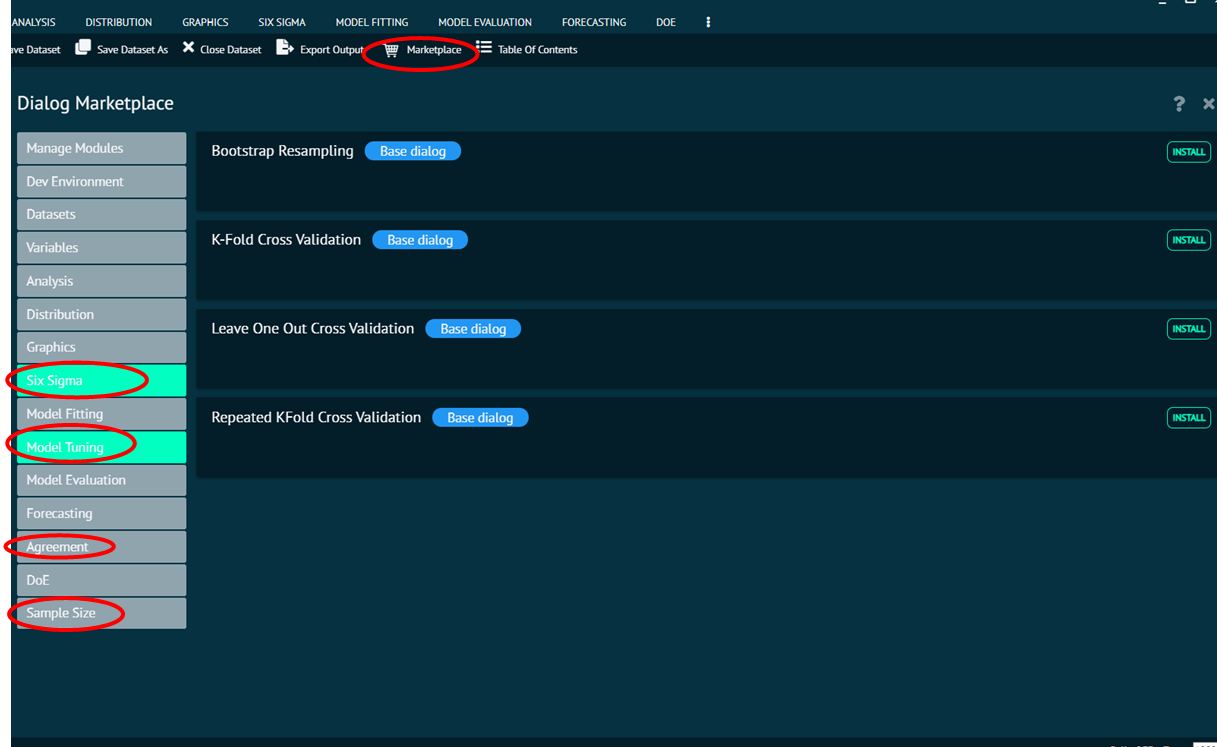 ANALYSIS DISTRIBUTION GRAPHICS SIX SIGMA MODEL FITTING MODEL EVALUATION FORECASTING DOE
ve Dataset Save Dataset As Close Dataset Export Output Marketplace Table Of Contents
Dialog Marketplace
Manage Modules
Dev Environment
Datasets
Variables
Analysis
Distribution
Graphics
Six Sigma
Model Fitting
Model Tuning
Model Evaluation
Forecasting
Agreement
DoE
Sample Size
Bootstrap Resampling Base dialog INSTALL
K-Fold Cross Validation Base dialog INSTALL
Leave One Out Cross Validation Base dialog INSTALL
Repeated KFold Cross Validation Base dialog INSTALL